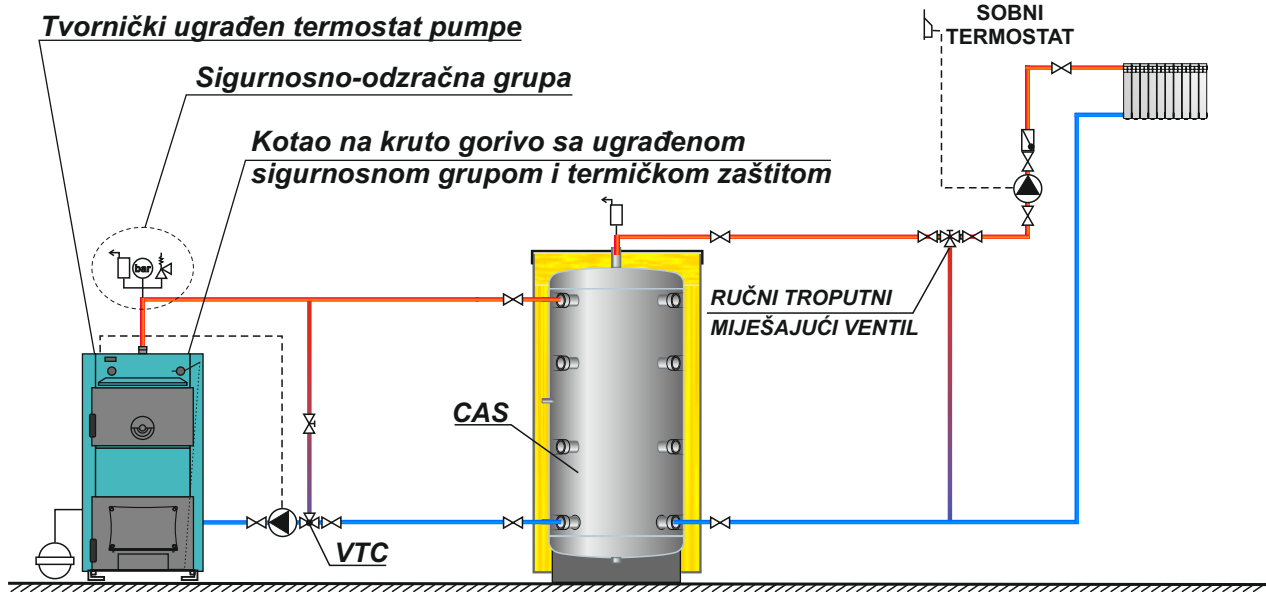 Tvornički ugrađen termostat pumpe
SOBNI
TERMOSTAT
Sigurnosno-odzračna grupa
Kotao na kruto gorivo sa ugrađenom
sigurnosnom grupom i termičkom zaštitom
bar
RUČNI TROPUTNI
MIJEŠAJUĆI VENTIL
CAS
VTC